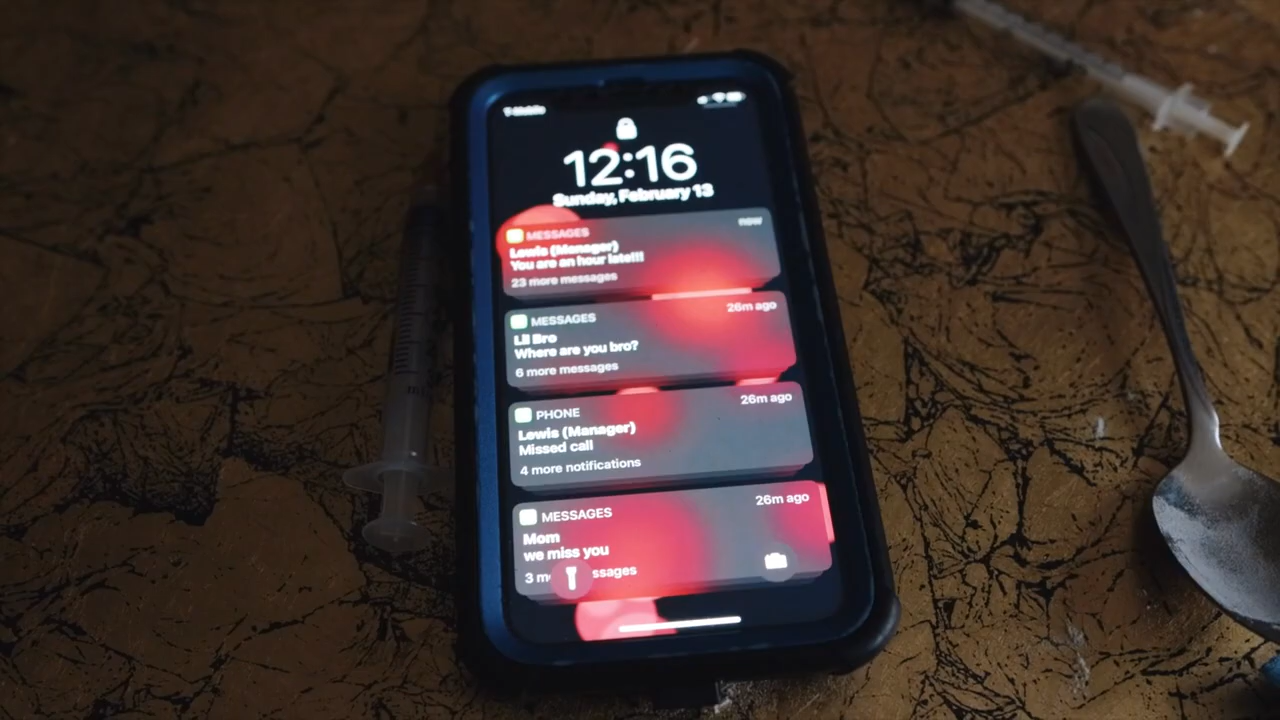 T-Mobile
12:16
Sunday, February 13
MESSAGES
now
Lewis (Manager)
You are an hour late!!!
23 more messages
MESSAGES
26m ago
Lil Bro
Where are you bro?
6 more messages
PHONE
26m ago
Lewis (Manager)
Missed call
4 more notifications
MESSAGES
26m ago
Mom
we miss you
3 m ssages